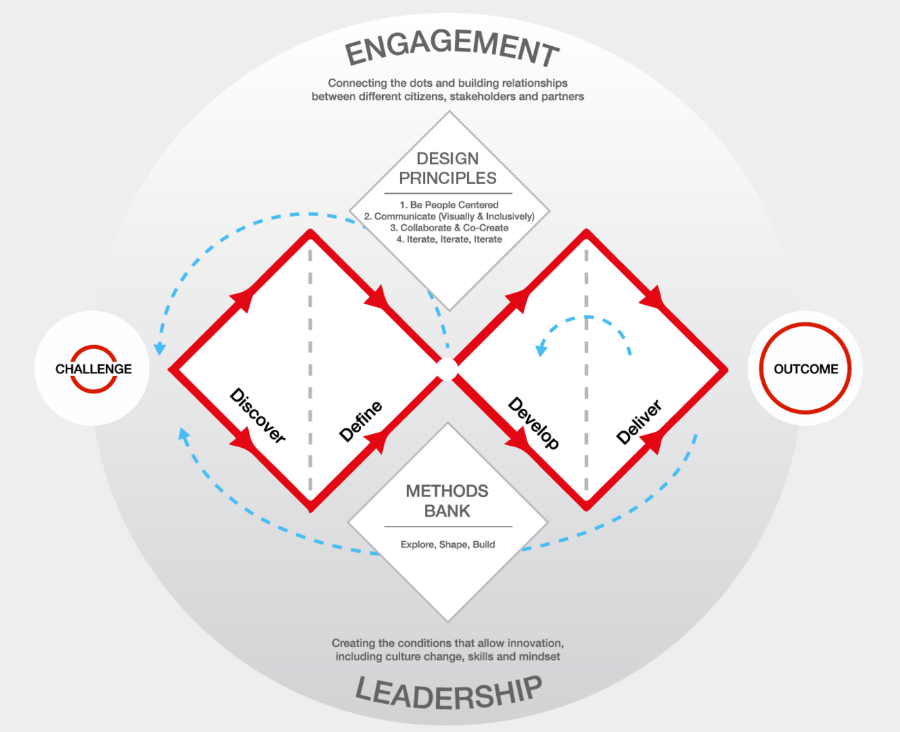 ENGAGEMENT
Connecting the dots and building relationships
between different citizens, stakeholders and partners
DESIGN
PRINCIPLES
1. Be People Centered
2. Communicate (Visually & Inclusively)
3. Collaborate & Co-Create
4. Iterate, Iterate, Iterate
CHALLENGE
Discover
Define
Develop
Deliver
OUTCOME
METHODS
BANK
Explore, Shape, Build
Creating the conditions that allow innovation,
including culture change, skills and mindset
LEADERSHIP